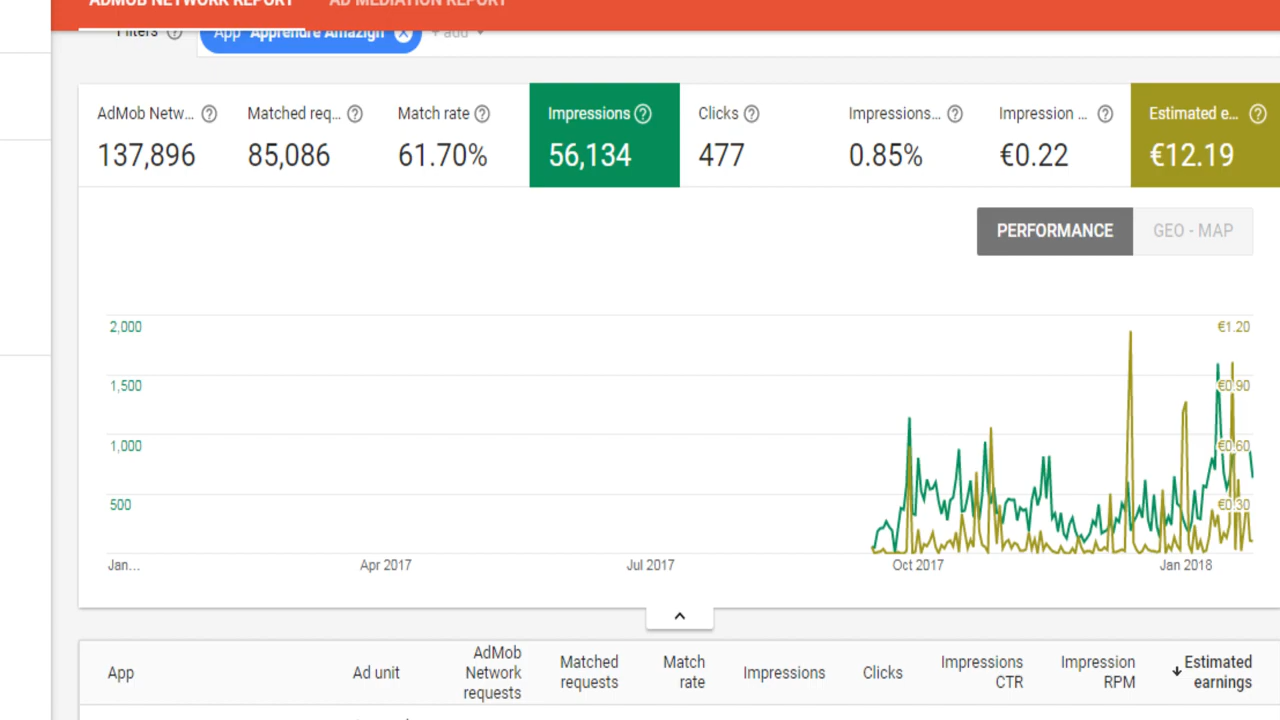 ADMOB NETWORK REPORT AD MEDIATION REPORT
Filters App Apprendre Amazigh + add
AdMob Netw... Matched req... Match rate Impressions Clicks Impressions... Impression ... Estimated e...
137,896 85,086 61.70% 56,134 477 0.85% €0.22 €12.19
PERFORMANCE GEO - MAP
2,000 €1.20
1,500 €0.90
1,000 €0.60
500 €0.30
Jan... Apr 2017 Jul 2017 Oct 2017 Jan 2018
App Ad unit AdMob Network requests Matched requests Match rate Impressions Clicks Impressions CTR Impression RPM Estimated earnings